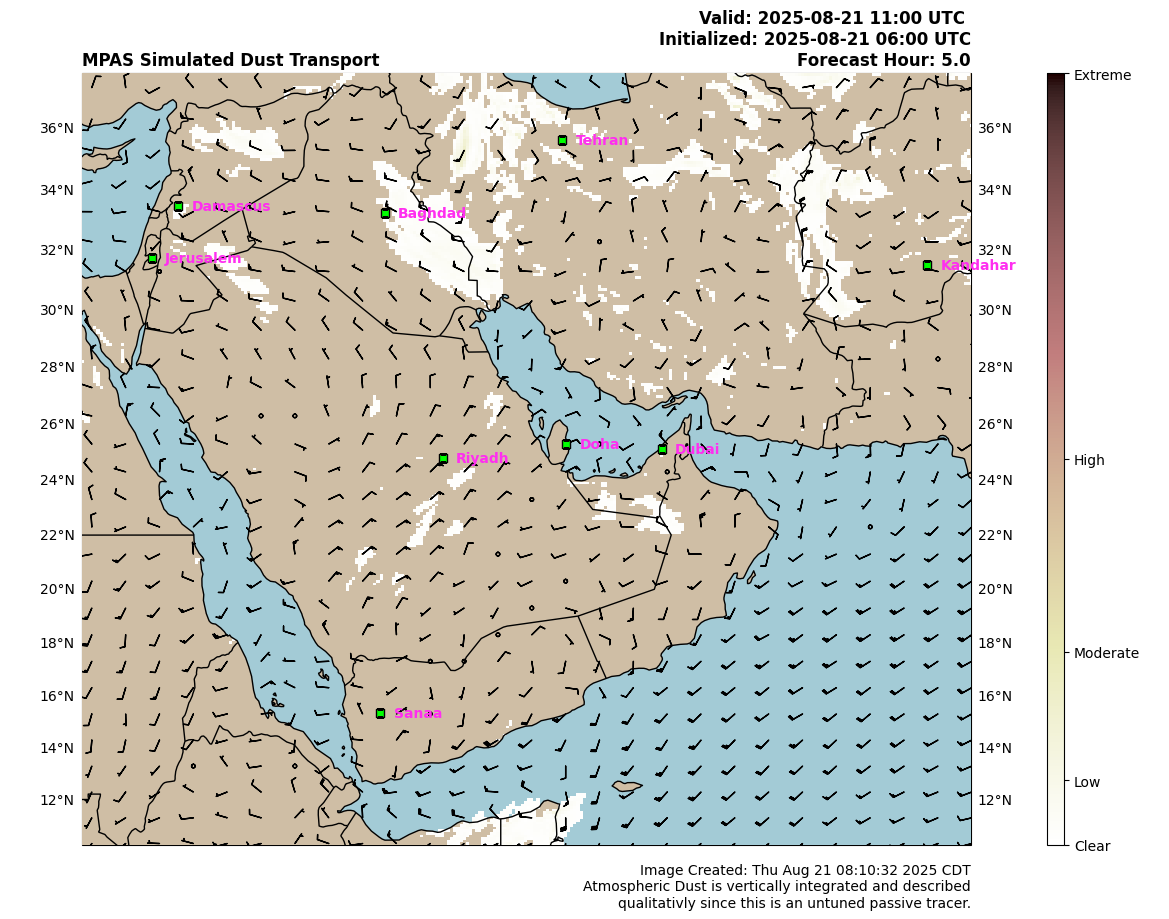 Valid: 2025-08-21 11:00 UTC
Initialized: 2025-08-21 06:00 UTC
MPAS Simulated Dust Transport
Forecast Hour: 5.0
Extreme
36°N
Tehran
36°N
34°N
Damascus
Baghdad
34°N
32°N
Jerusalem
32°N
Kandahar
30°N
30°N
28°N
28°N
26°N
26°N
Doha
Dubai
Riyadh
High
24°N
24°N
22°N
22°N
20°N
20°N
18°N
18°N
Moderate
16°N
16°N
Sanaa
14°N
14°N
Low
12°N
12°N
Clear
Image Created: Thu Aug 21 08:10:32 2025 CDT
Atmospheric Dust is vertically integrated and described
qualitativly since this is an untuned passive tracer.